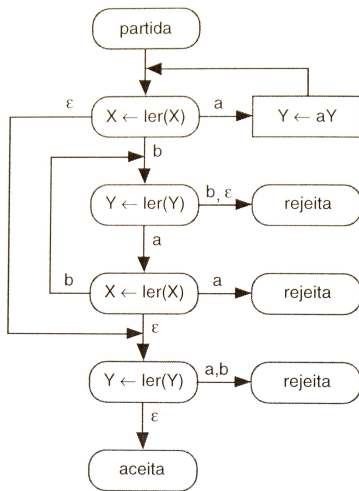 partida
ε
X ← ler(X)
a
Y ← aY
b
Y ← ler(Y)
b, ε
rejeita
a
b
X ← ler(X)
a
rejeita
ε
Y ← ler(Y)
a,b
rejeita
ε
aceita